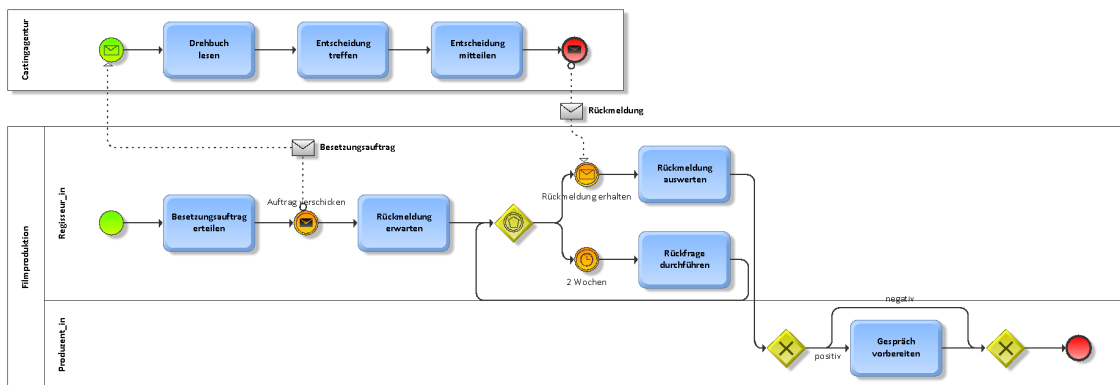 Castingagentur
Drehbuch
lesen
Entscheidung
treffen
Entscheidung
mitteilen
Rückmeldung
Besetzungsauftrag
Filmproduktion
Regisseur_in
Besetzungsauftrag
erteilen
Auftrag verschicken
Rückmeldung
erwarten
Rückmeldung erhalten
Rückmeldung
auswerten
2 Wochen
Rückfrage
durchführen
Produzent_in
negativ
positiv
Gespräch
vorbereiten